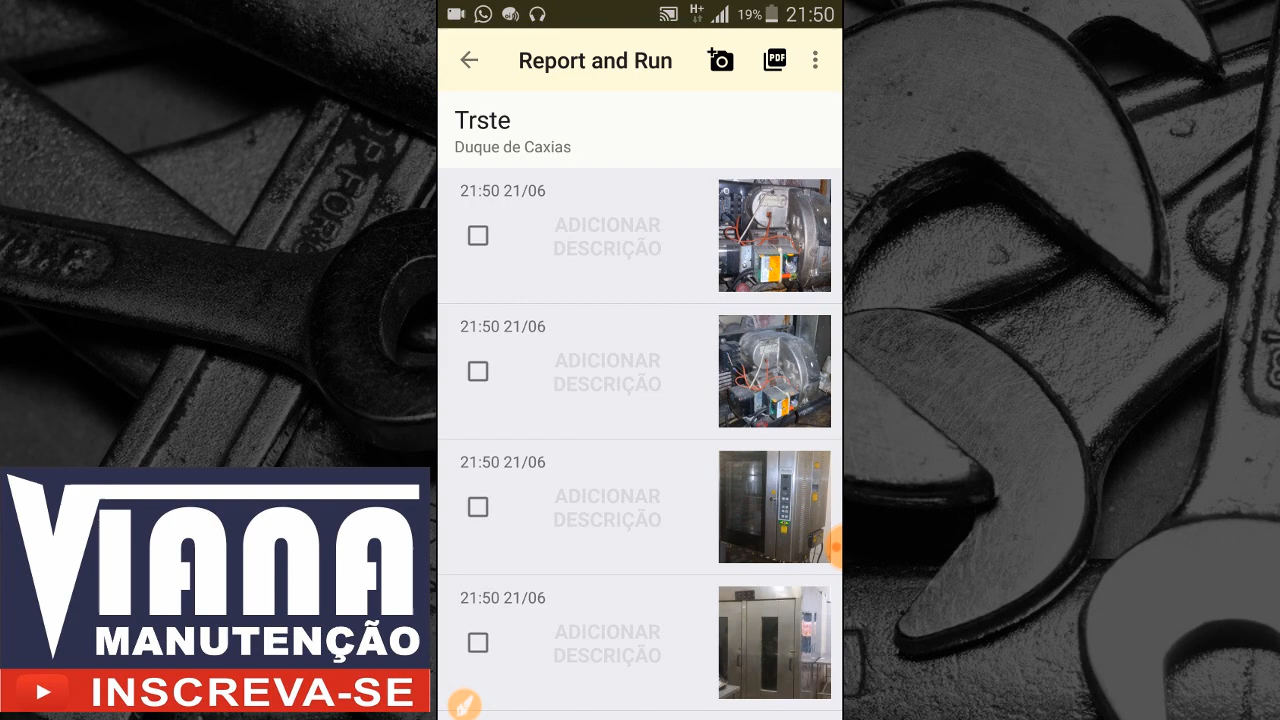 H+
19%
21:50
Report and Run
PDF
Trste
Duque de Caxias
21:50 21/06
ADICIONAR
DESCRIÇÃO
21:50 21/06
ADICIONAR
DESCRIÇÃO
21:50 21/06
ADICIONAR
DESCRIÇÃO
21:50 21/06
ADICIONAR
DESCRIÇÃO
VIANA
MANUTENÇÃO
INSCREVA-SE